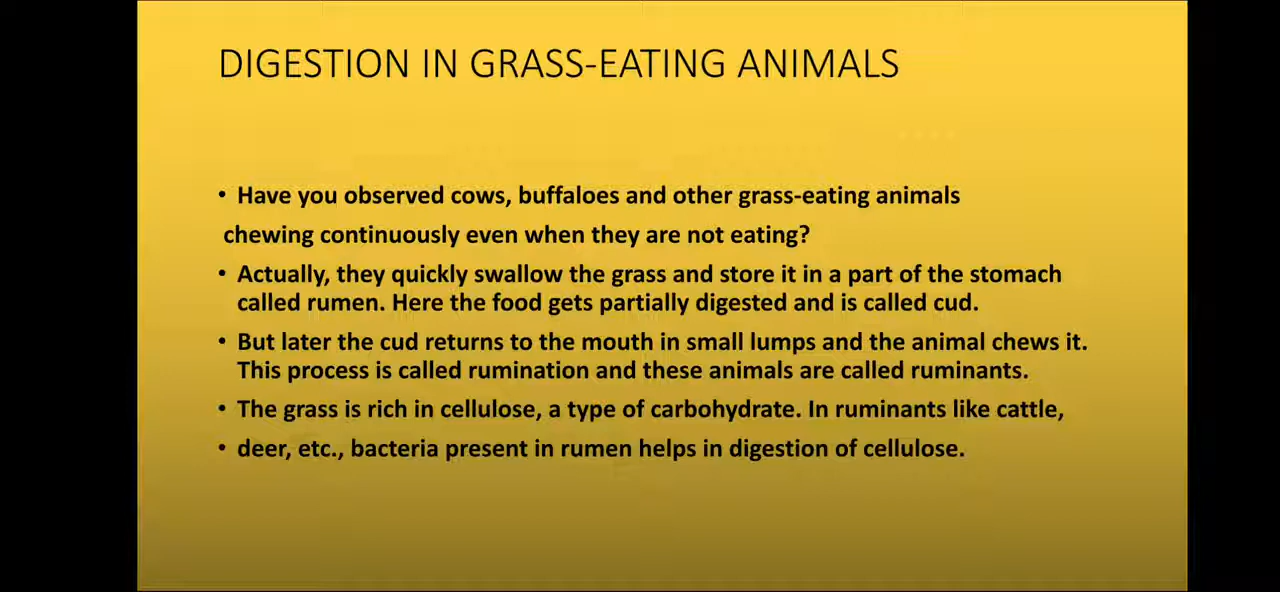 DIGESTION IN GRASS-EATING ANIMALS
• Have you observed cows, buffaloes and other grass-eating animals
chewing continuously even when they are not eating?
• Actually, they quickly swallow the grass and store it in a part of the stomach
called rumen. Here the food gets partially digested and is called cud.
• But later the cud returns to the mouth in small lumps and the animal chews it.
This process is called rumination and these animals are called ruminants.
• The grass is rich in cellulose, a type of carbohydrate. In ruminants like cattle,
• deer, etc., bacteria present in rumen helps in digestion of cellulose.